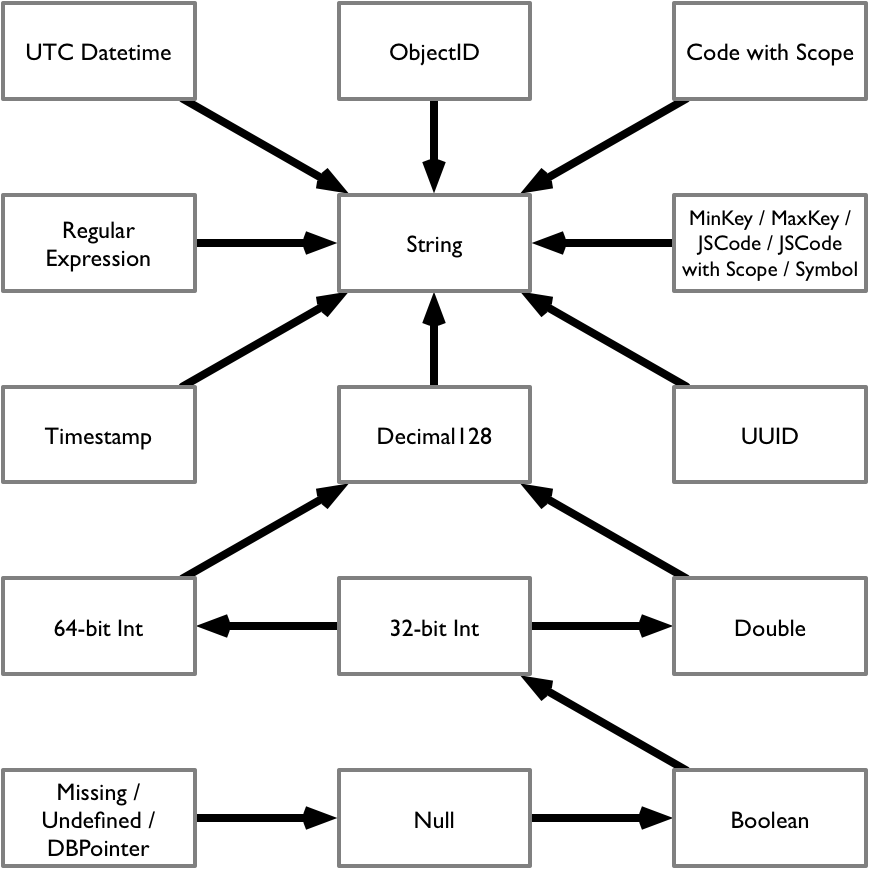 UTC Datetime
ObjectID
Code with Scope
Regular
Expression
String
MinKey / MaxKey /
JSCode / JSCode
with Scope / Symbol
Timestamp
Decimal128
UUID
64-bit Int
32-bit Int
Double
Missing /
Undefined /
DBPointer
Null
Boolean